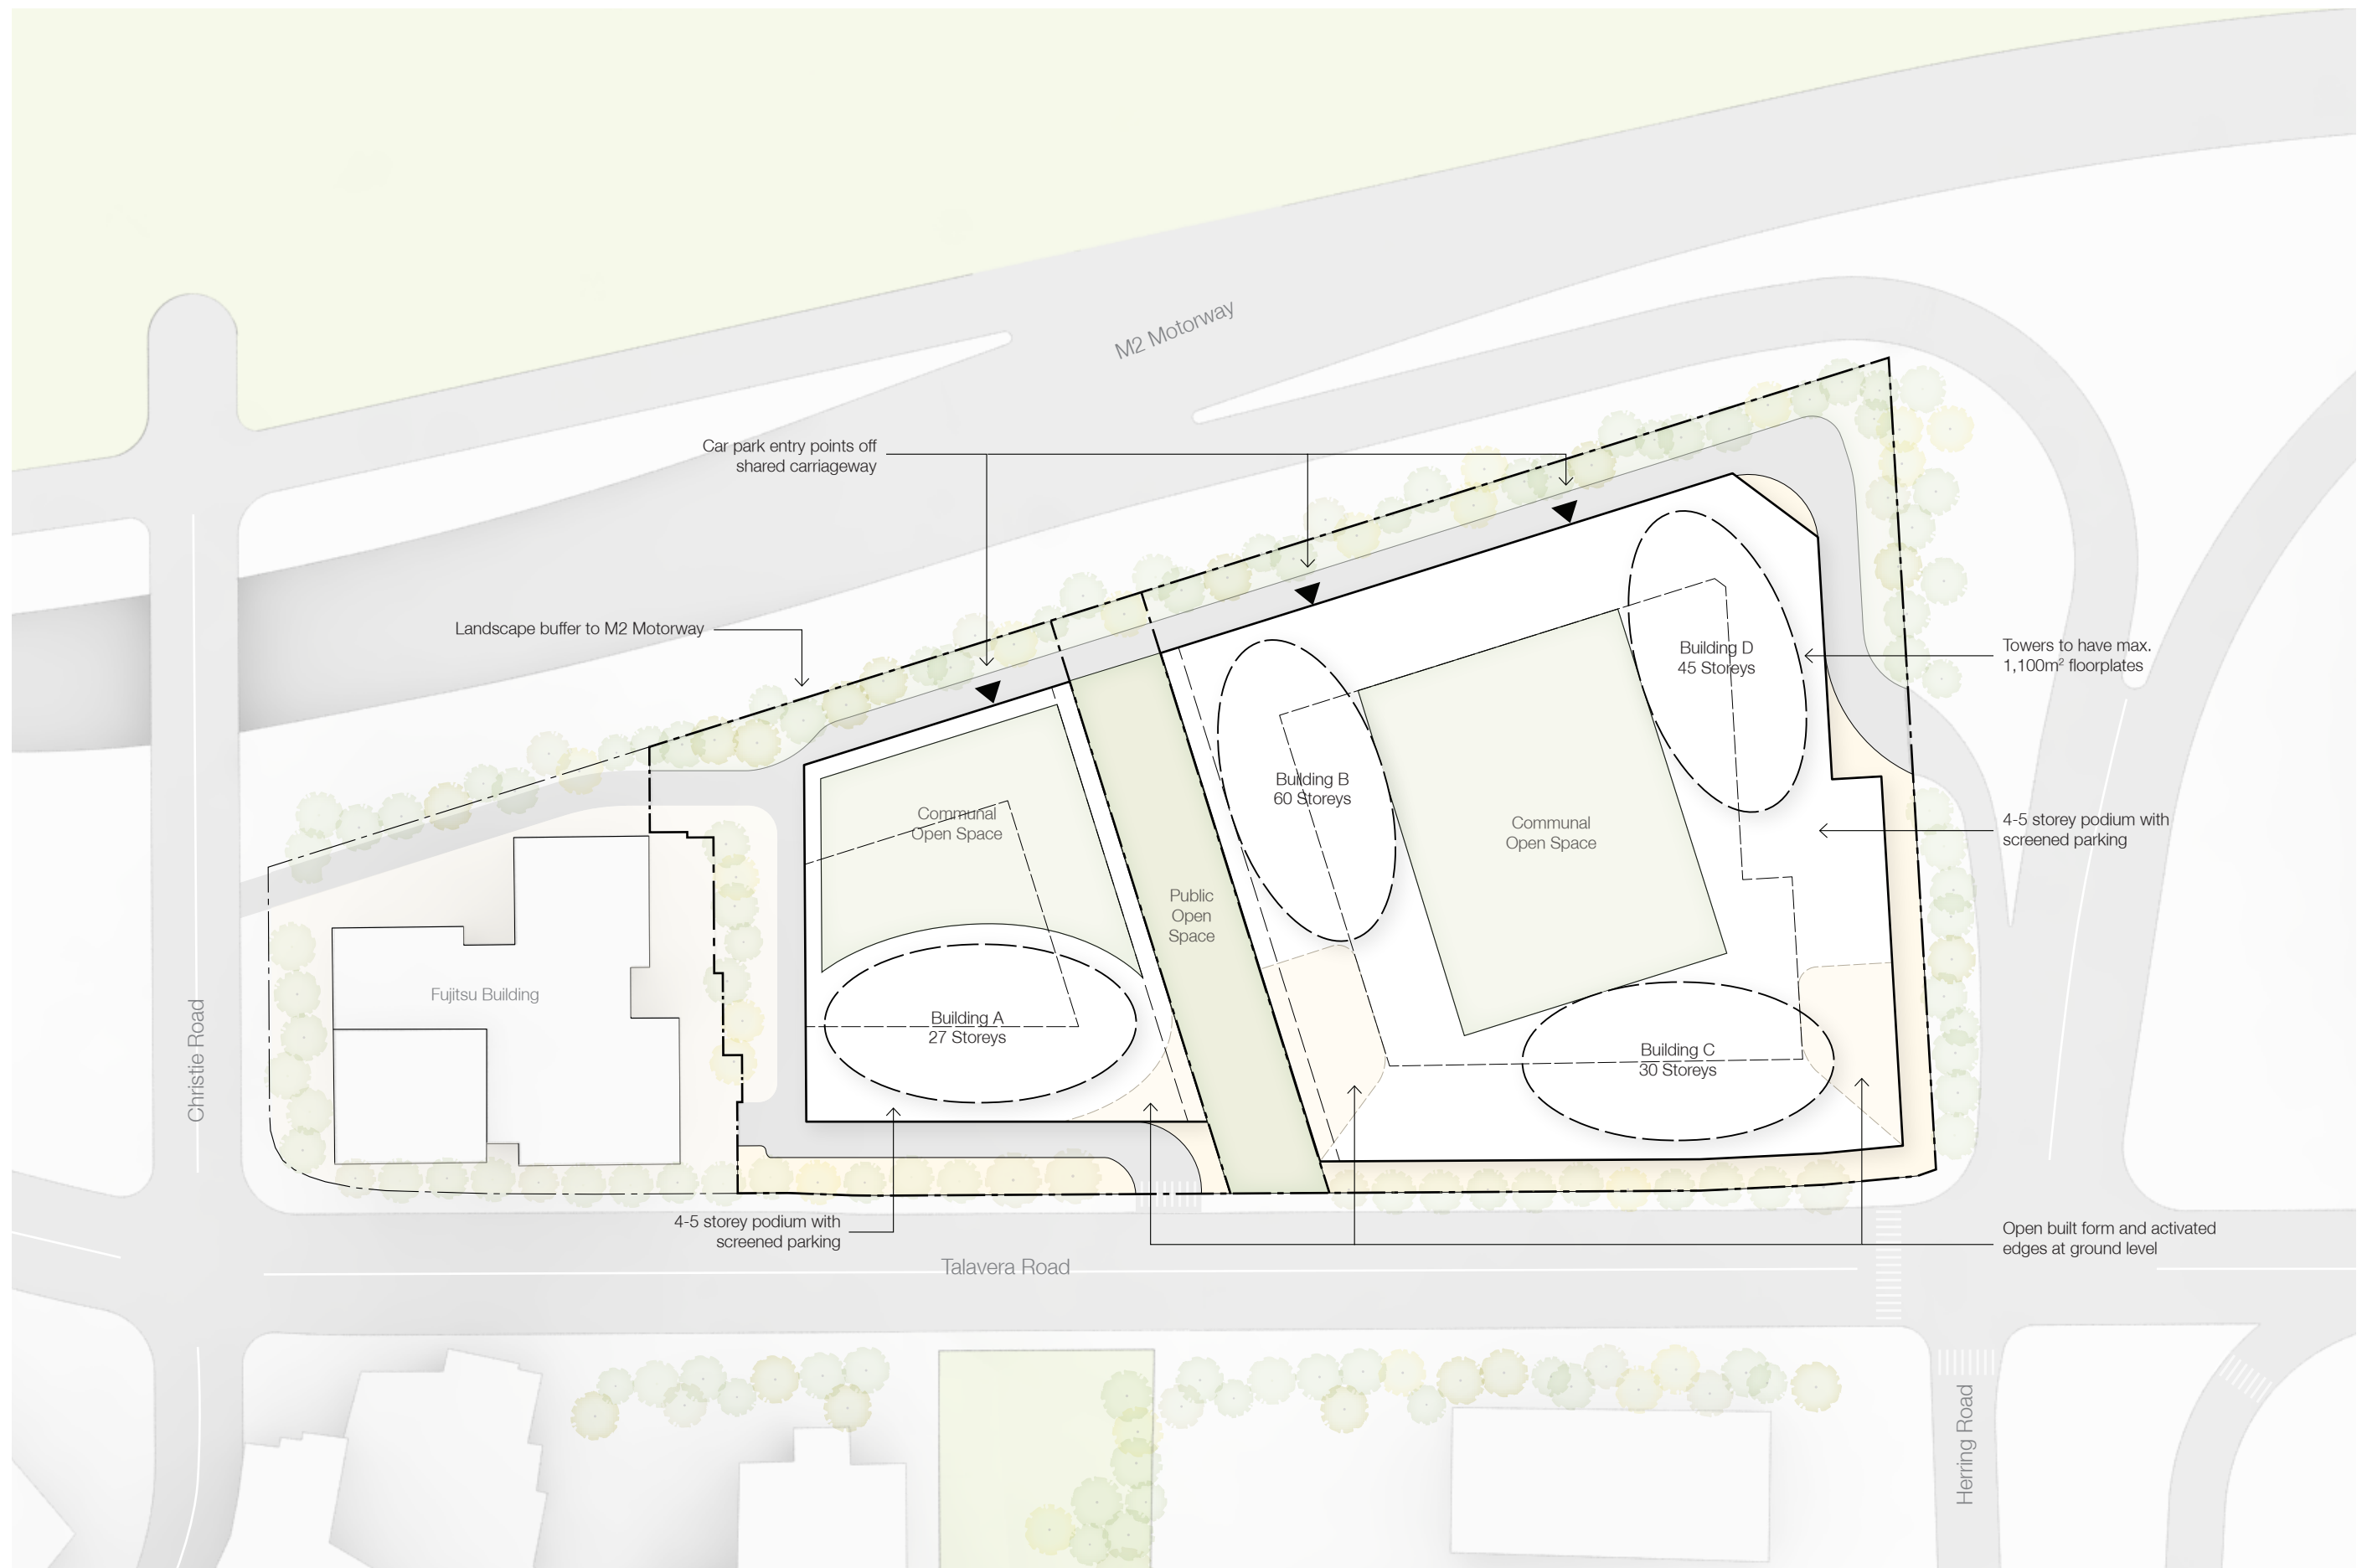 M2 Motorway
Car park entry points off
shared carriageway
Landscape buffer to M2 Motorway
Building D
45 Storeys
Towers to have max.
1,100m² floorplates
Building B
60 Storeys
Communal
Open Space
Communal
Open Space
4-5 storey podium with
screened parking
Public
Open
Space
Fujitsu Building
Building A
27 Storeys
Building C
30 Storeys
Christie Road
4-5 storey podium with
screened parking
Open built form and activated
edges at ground level
Talavera Road
Herring Road